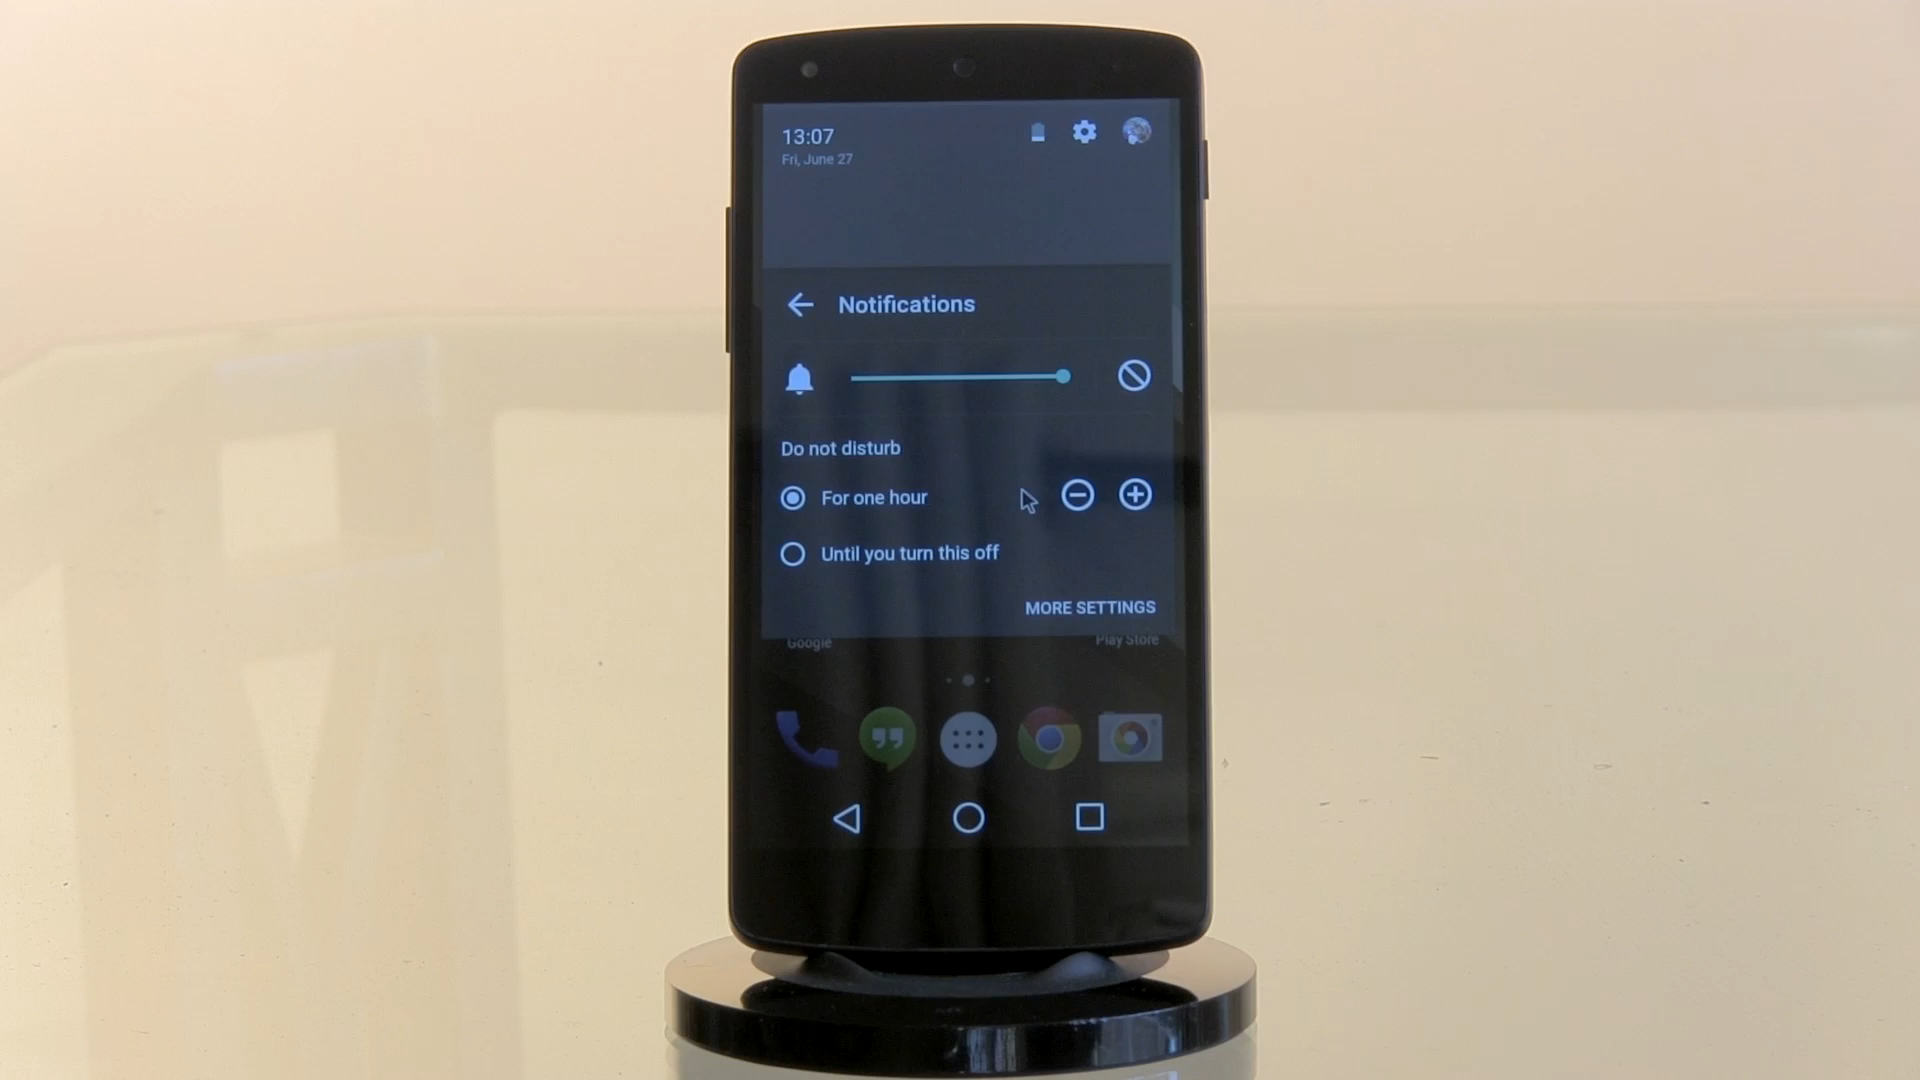 13:07
Fri, June 27
Notifications
Do not disturb
For one hour
Until you turn this off
MORE SETTINGS
Google
Play Store